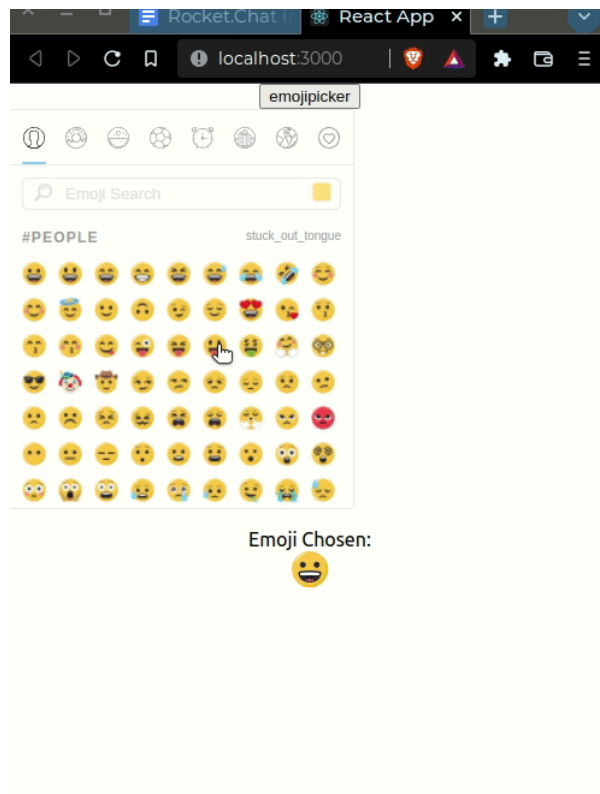 Rocket.Chat I
React App
localhost:3000
emojipicker
Emoji Search
#PEOPLE
stuck_out_tongue
Emoji Chosen: